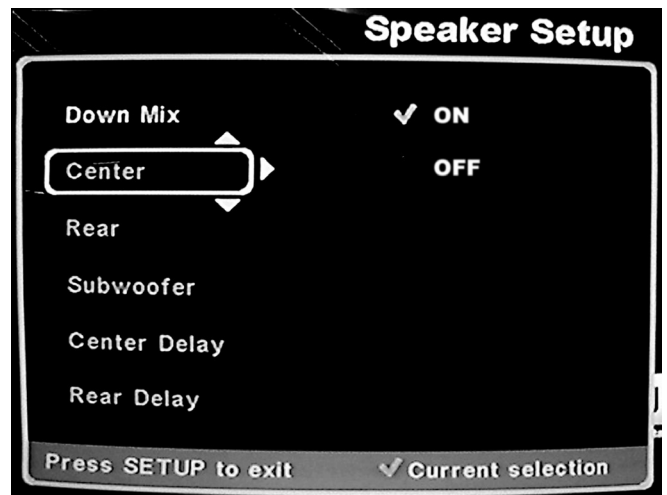 Speaker Setup
Down Mix ✓ ON
Center OFF
Rear
Subwoofer
Center Delay
Rear Delay
Press SETUP to exit ✓ Current selection